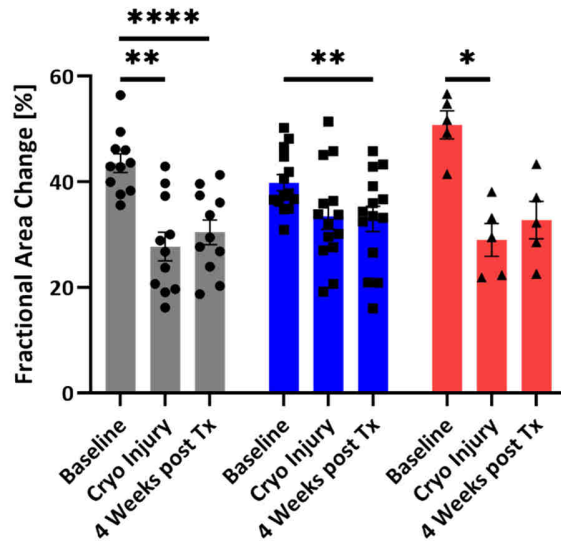 ****
**
**
*
Fractional Area Change [%]
60
40
20
0
Baseline
Cryo Injury
4 Weeks post Tx
Baseline
Cryo Injury
4 Weeks post Tx
Baseline
Cryo Injury
4 Weeks post Tx